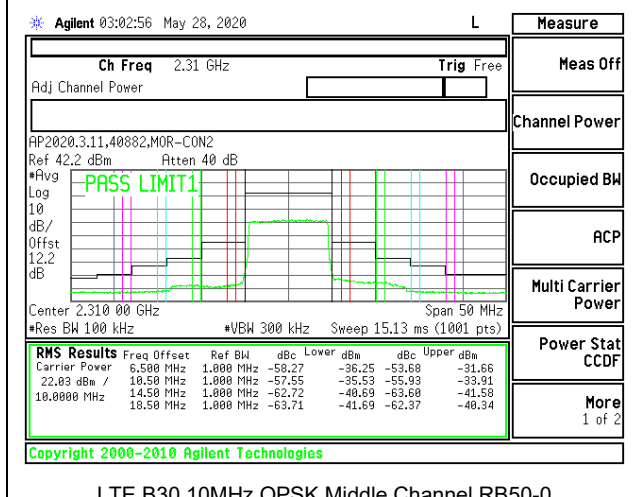 Agilent 03:02:56 May 28, 2020 L
Measure
Ch Freq 2.31 GHz Trig Free
Meas Off
Adj Channel Power
Channel Power
AP2020.3.11,40882,MOR-CON2
Ref 42.2 dBm Atten 40 dB
#Avg
Log
10
dB/
Offst
12.2
dB
PASS LIMIT1
Occupied BW
ACP
Multi Carrier
Power
Center 2.310 00 GHz Span 50 MHz
#Res BW 100 kHz #VBW 300 kHz Sweep 15.13 ms (1001 pts)
Power Stat
CCDF
RMS Results Freq Offset Ref BW dBc Lower dBm dBc Upper dBm
Carrier Power 6.500 MHz 1.000 MHz -58.27 -36.25 -53.68 -31.66
22.03 dBm / 10.50 MHz 1.000 MHz -57.55 -35.53 -55.93 -33.91
10.0000 MHz 14.50 MHz 1.000 MHz -62.72 -40.69 -63.60 -41.58
18.50 MHz 1.000 MHz -63.71 -41.69 -62.37 -40.34
More
1 of 2
Copyright 2000-2010 Agilent Technologies
LTE B30 10MHz QPSK Middle Channel RB50-0